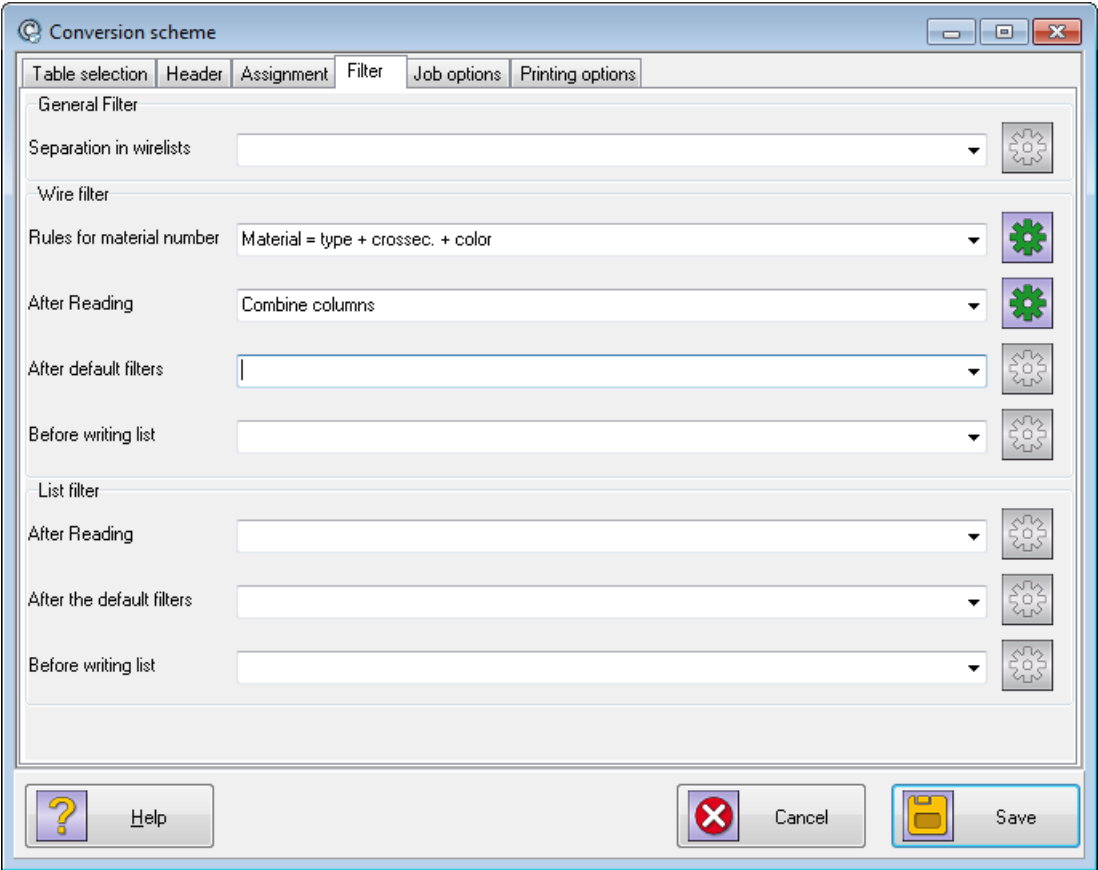 Conversion scheme
Table selection Header Assignment Filter Job options Printing options
General Filter
Separation in wirelists
Wire filter
Rules for material number Material = type + crossec. + color
After Reading Combine columns
After default filters
Before writing list
List filter
After Reading
After the default filters
Before writing list
? Help Cancel Save